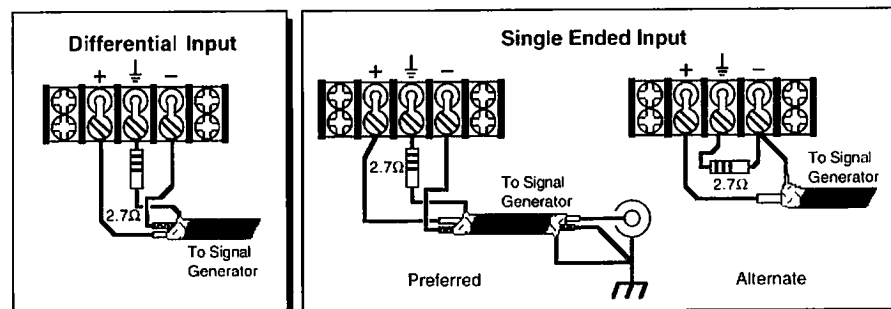 Differential Input
+ ⏚ −
2.7Ω
To Signal
Generator
Single Ended Input
+ ⏚ −
2.7Ω
To Signal
Generator
Preferred
+ ⏚ −
2.7Ω
To Signal
Generator
Alternate